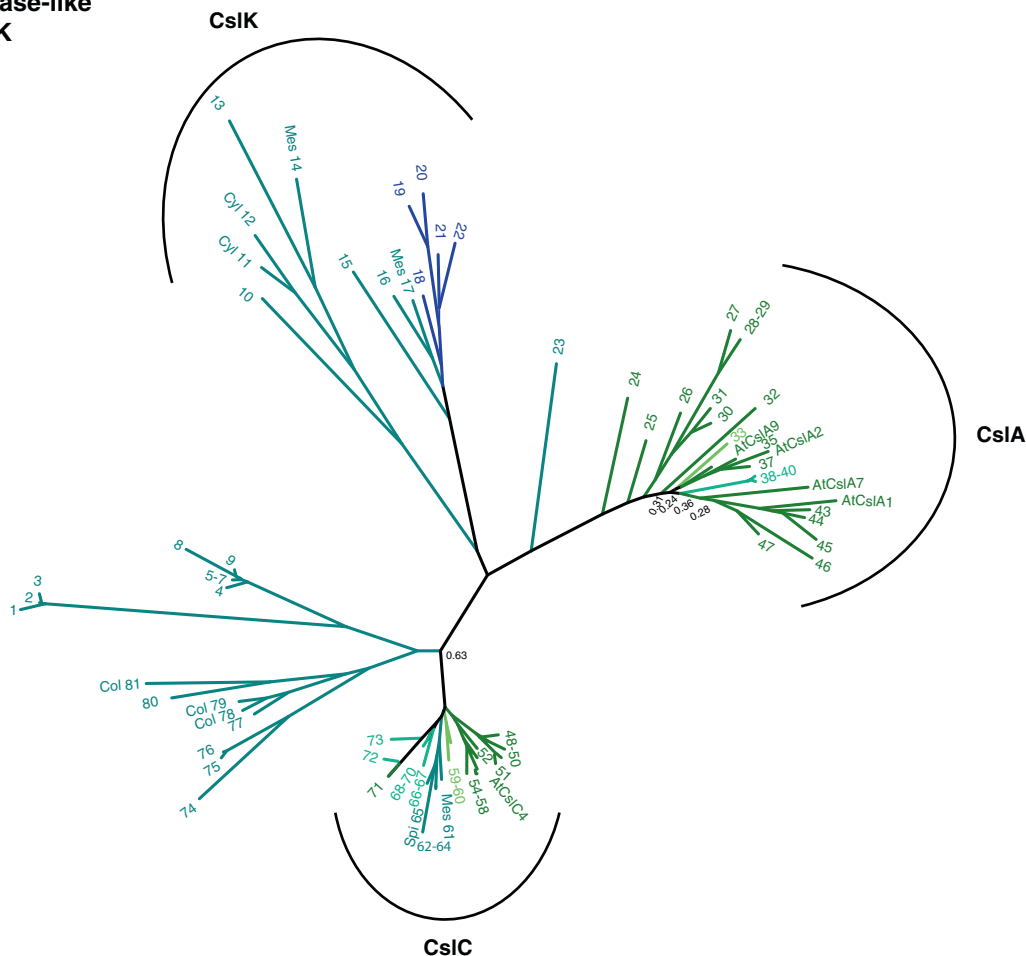 ase-like
K
CslK
13
Mes 14
Cyl 12
Cyl 11
10
15
16
Mes 17
18
19
20
21
22
23
24
25
26
27
28-29
31
30
32
33
AtCslA9
35
AtCslA2
37
38-40
AtCslA7
AtCslA1
43
44
45
46
47
0.31
0.24
0.36
0.28
CslA
8
9
5-7
4
3
2
1
0.63
Col 81
80
Col 79
Col 78
77
76
75
74
73
72
71
68-70
66-67
Spi 65
62-64
Mes 61
59-60
54-58
AtCslC4
52
51
48-50
CslC